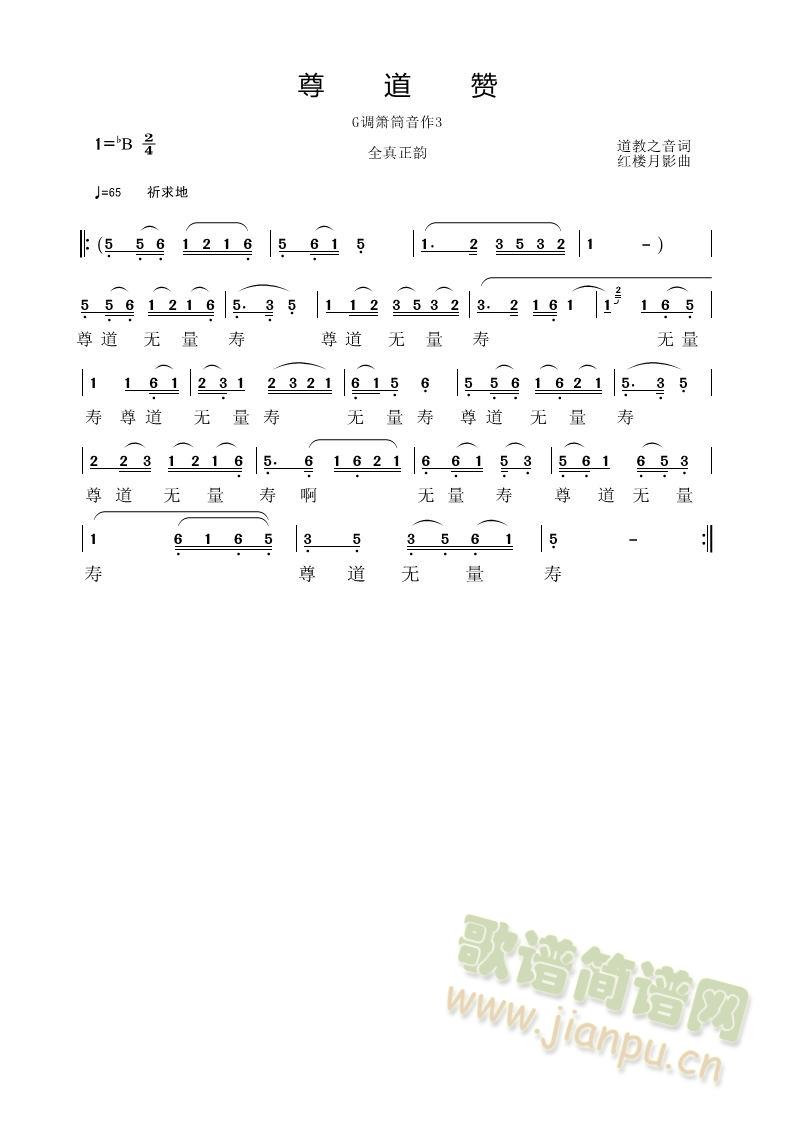 尊 道 赞
G调箫筒音作3
1=♭B 2/4
全真正韵
道教之音词
红楼月影曲
♩=65 祈求地
‖: (5 5 6 1 2 1 6 | 5 6 1 5 | 1. 2 3 5 3 2 | 1 -) |
5 5 6 1 2 1 6 | 5. 3 5 | 1 1 2 3 5 3 2 | 3. 2 1 6 1 | 1 2 1 6 5 |
尊 道 无 量 寿 尊 道 无 量 寿 无 量
| 1 1 6 1 | 2 3 1 2 3 2 1 | 6 1 5 6 | 5 5 6 1 6 2 1 | 5. 3 5 |
寿 尊 道 无 量 寿 无 量 寿 尊 道 无 量 寿
| 2 2 3 1 2 1 6 | 5. 6 1 6 2 1 | 6 6 1 5 3 | 5 6 1 6 5 3 |
尊 道 无 量 寿 啊 无 量 寿 尊 道 无 量
| 1 6 1 6 5 | 3 5 3 5 6 1 | 5 - :‖
寿 尊 道 无 量 寿
歌谱简谱网
www.jianpu.cn